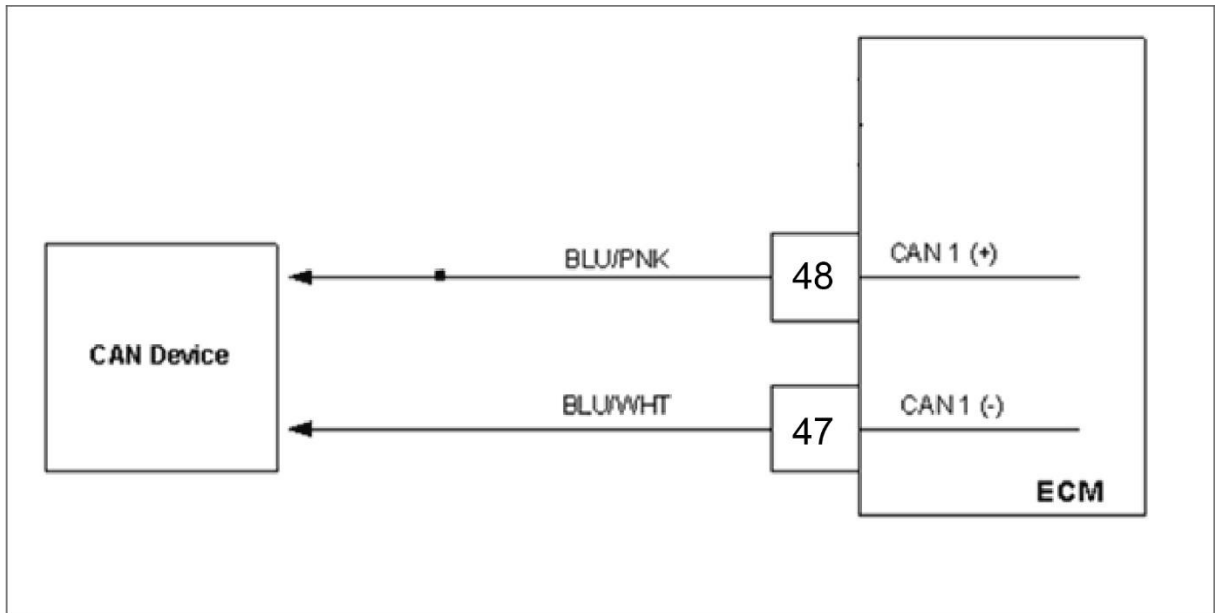 BLU/PNK
48
CAN 1 (+)
CAN Device
BLU/WHT
47
CAN 1 (-)
ECM